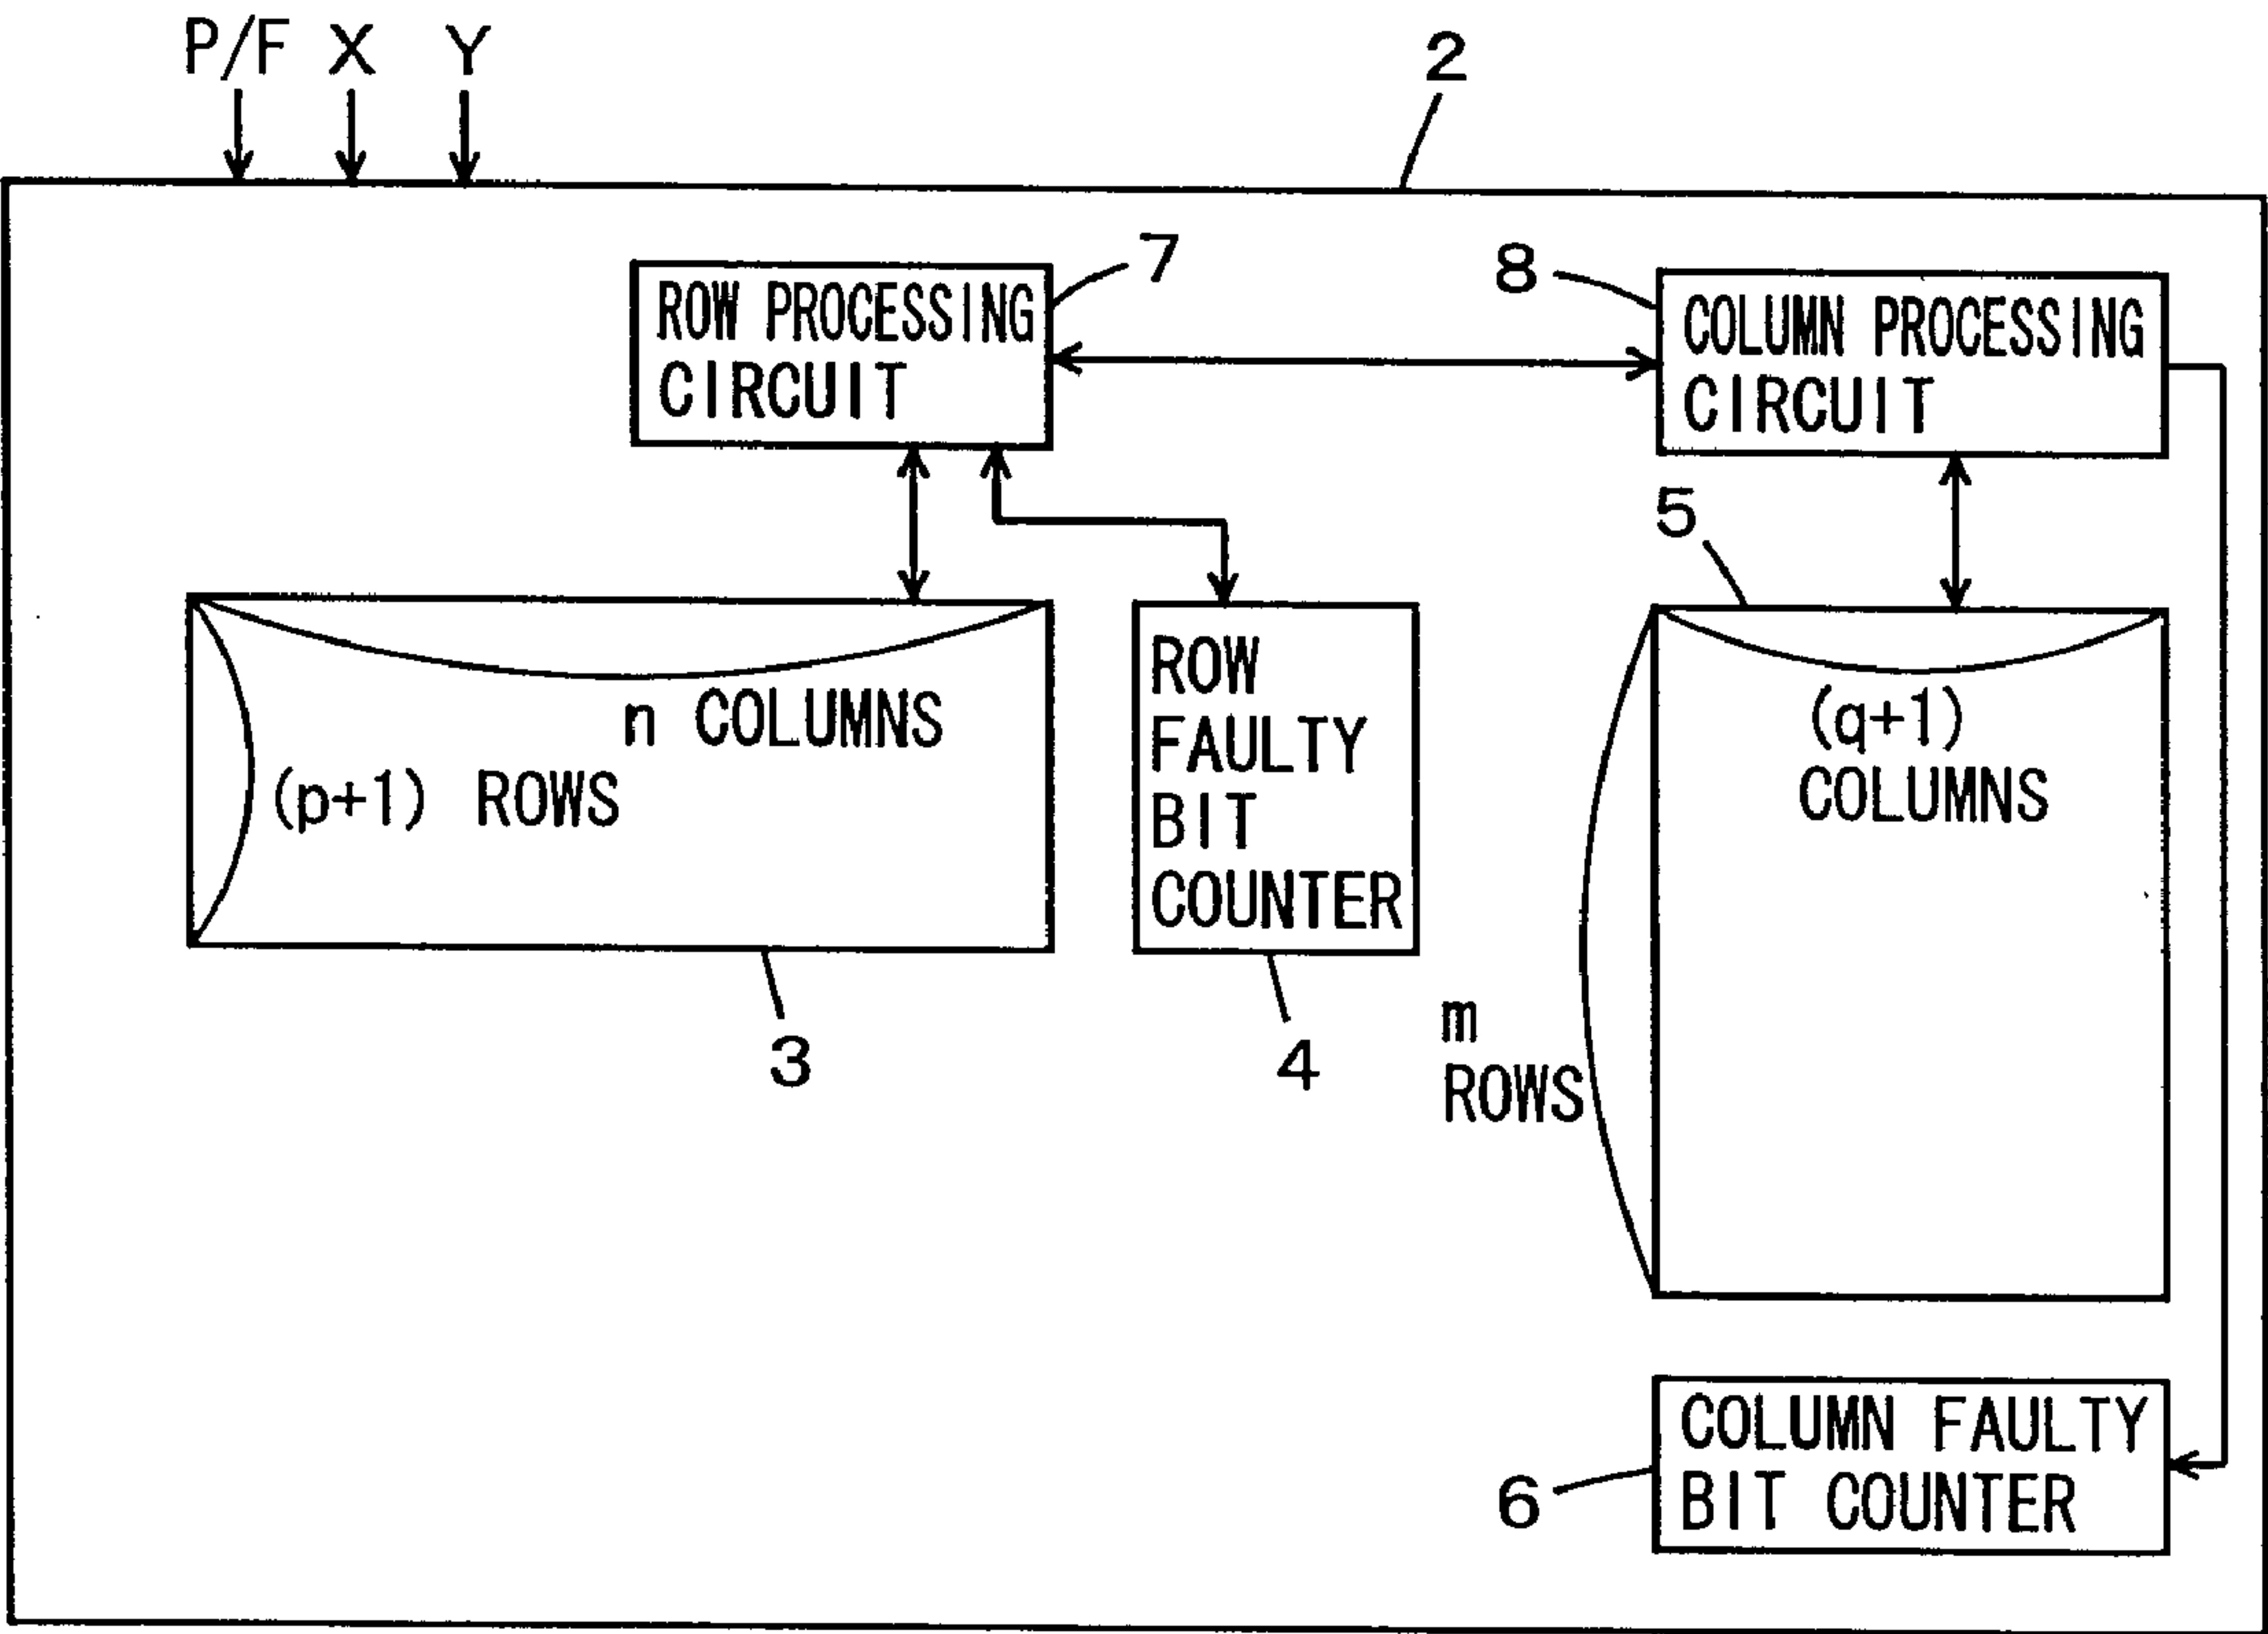 P/F X Y
2
7
8
ROW PROCESSING
CIRCUIT
COLUMN PROCESSING
CIRCUIT
5
n COLUMNS
(p+1) ROWS
3
ROW
FAULTY
BIT
COUNTER
4
(q+1)
COLUMNS
m
ROWS
COLUMN FAULTY
BIT COUNTER
6